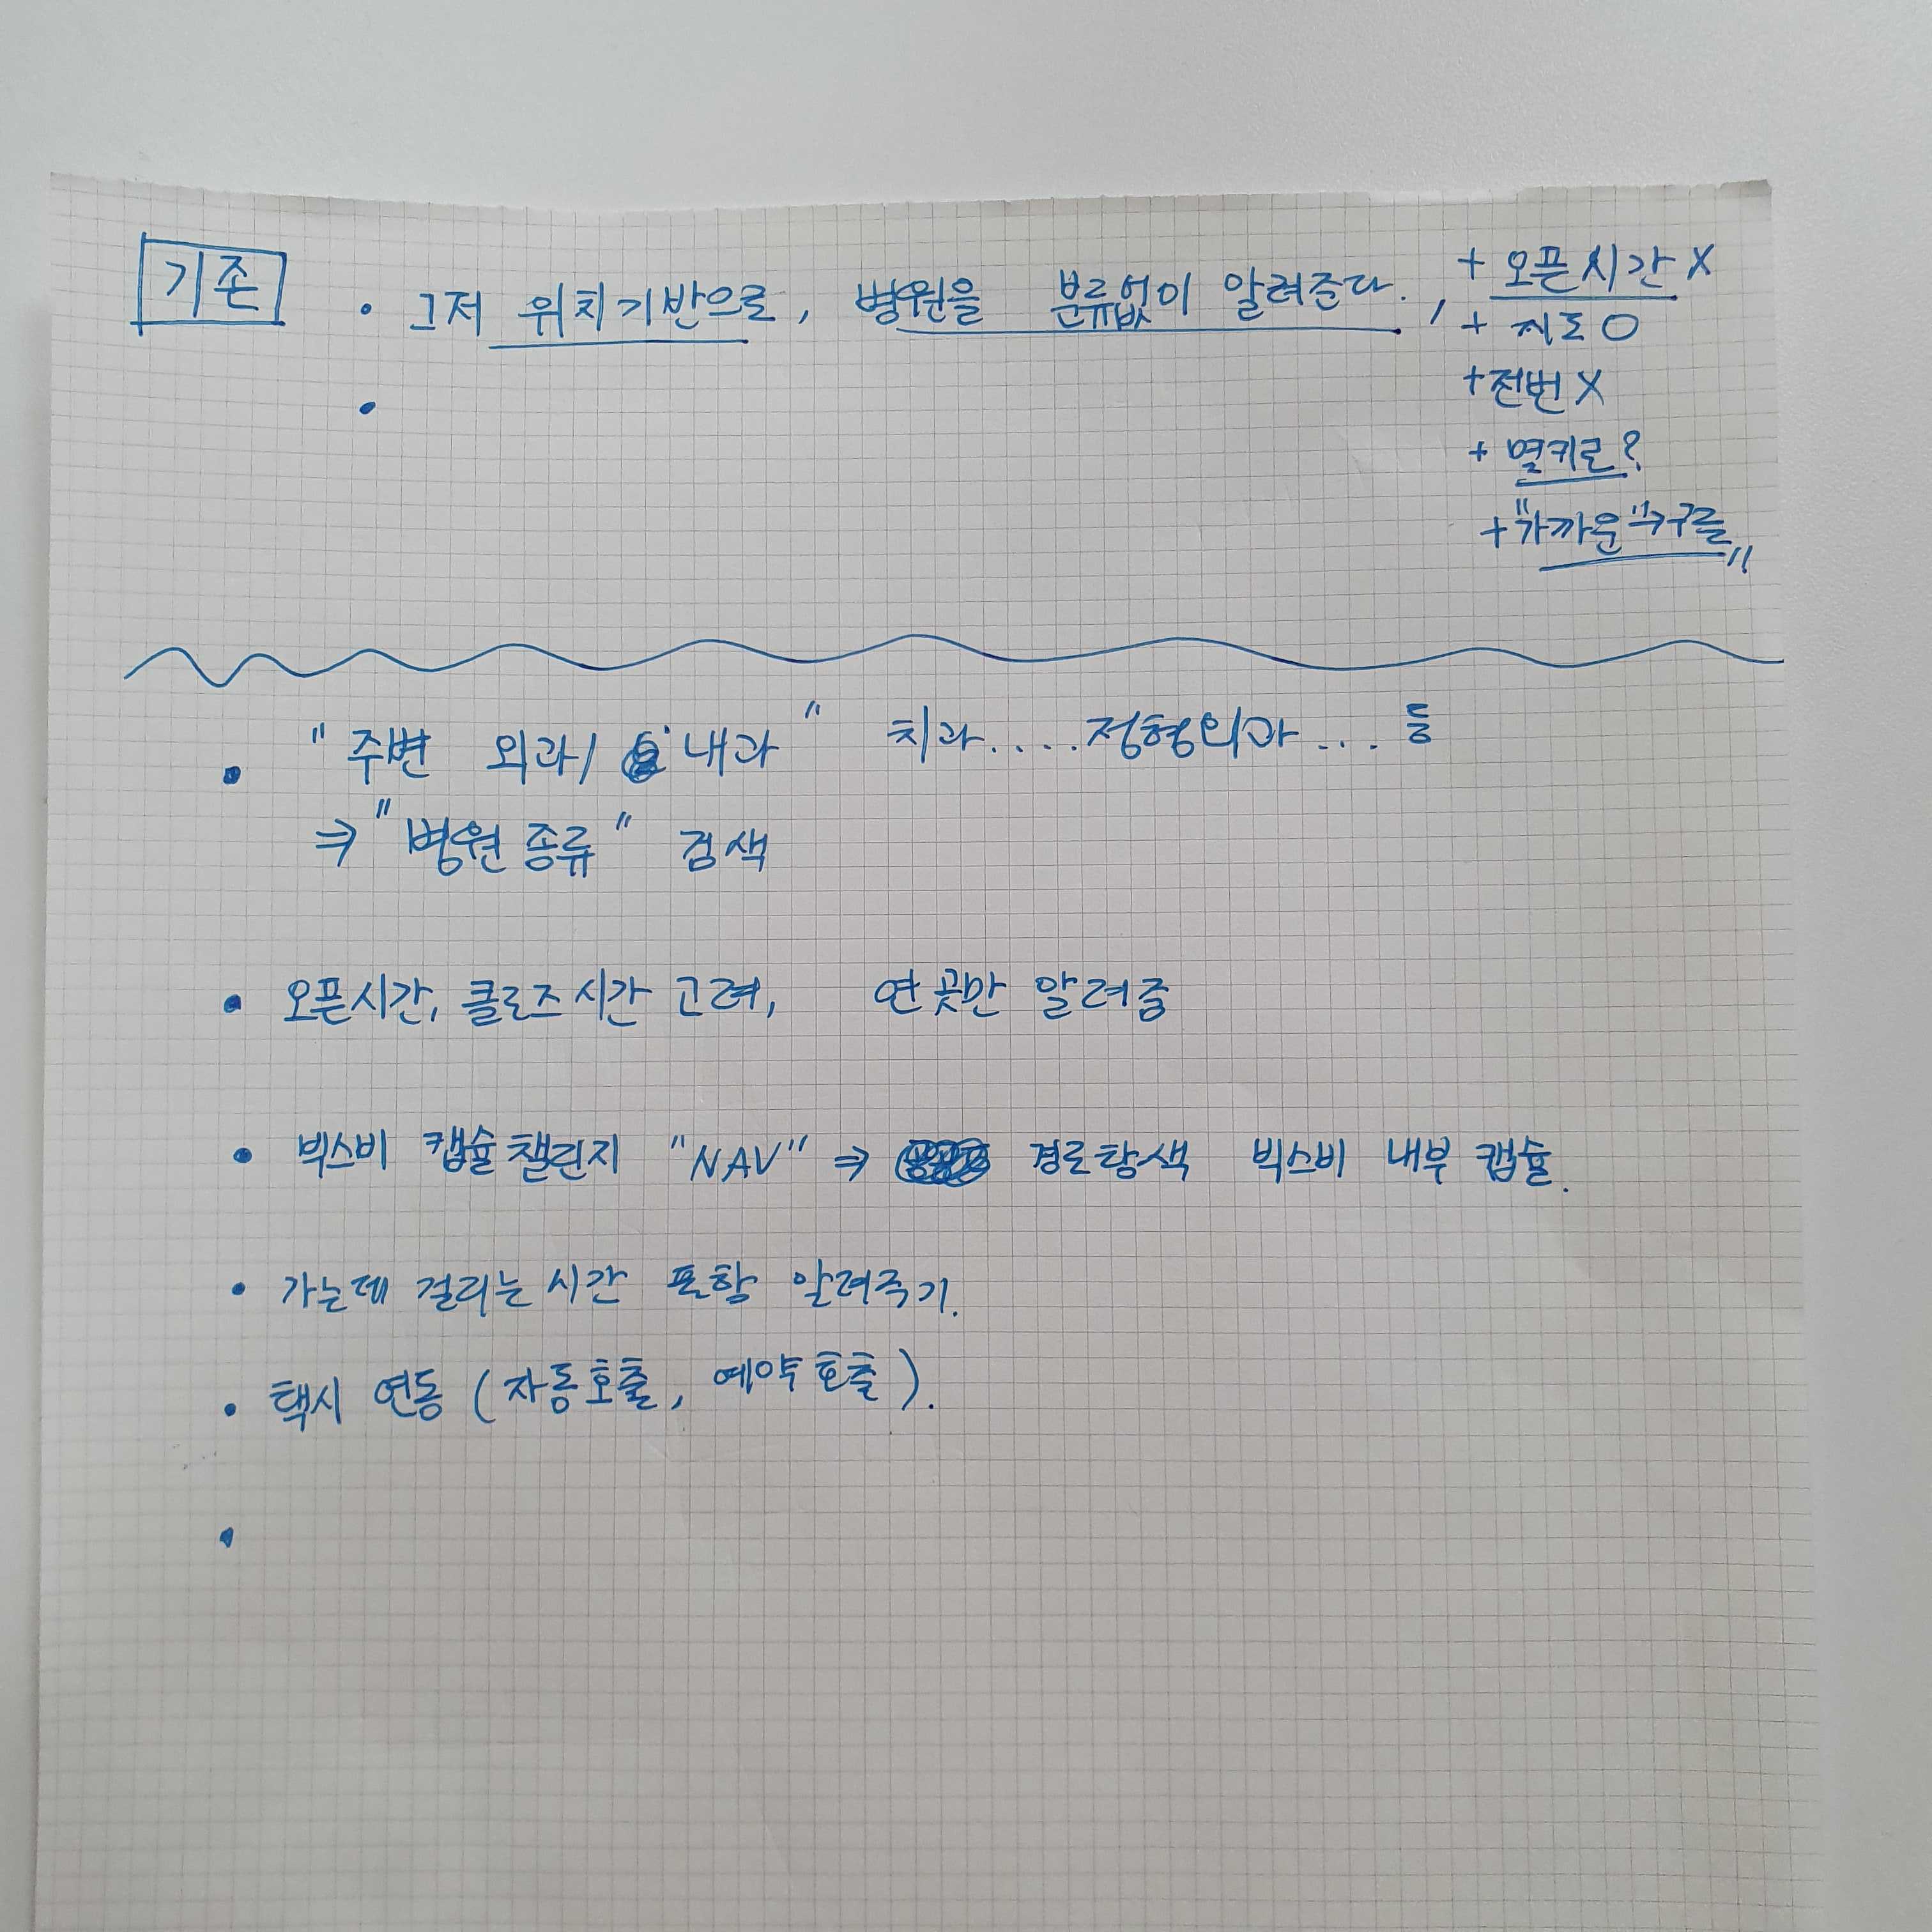 기존
• 그저 위치기반으로, 병원을 분류없이 알려준다. ,
+ 오픈시간 X
+ 지도 O
+ 전번 X
+ 몇키로?
+ "가까운" → 구를
•
• "주변 외과/ 내과" 치과.....정형외과.... 등
⇒ "병원 종류" 검색
• 오픈시간, 클로즈시간 고려, 연곳만 알려줌
• 빅스비 캡슐챌린지 "NAV" ⇒ 경로탐색 빅스비 내부 캡슐.
• 가는데 걸리는 시간 포함 알려주기.
• 택시 연동 (자동호출, 예약호출).
•